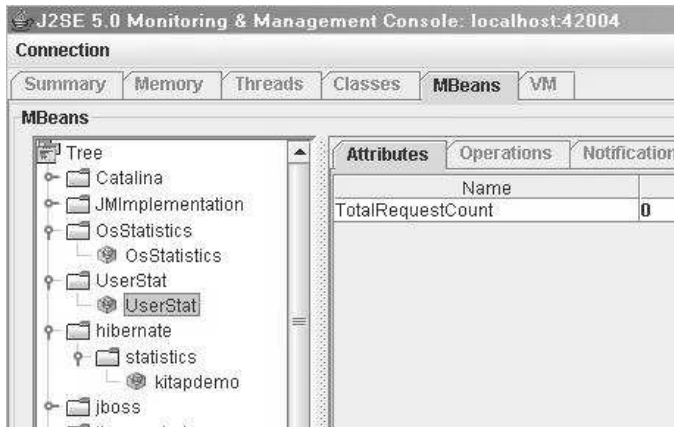 J2SE 5.0 Monitoring & Management Console: localhost:42004
Connection
Summary Memory Threads Classes MBeans VM
MBeans
Tree
Catalina
JMImplementation
OsStatistics
OsStatistics
UserStat
UserStat
hibernate
statistics
kitapdemo
jboss
Attributes Operations Notification
Name
TotalRequestCount 0